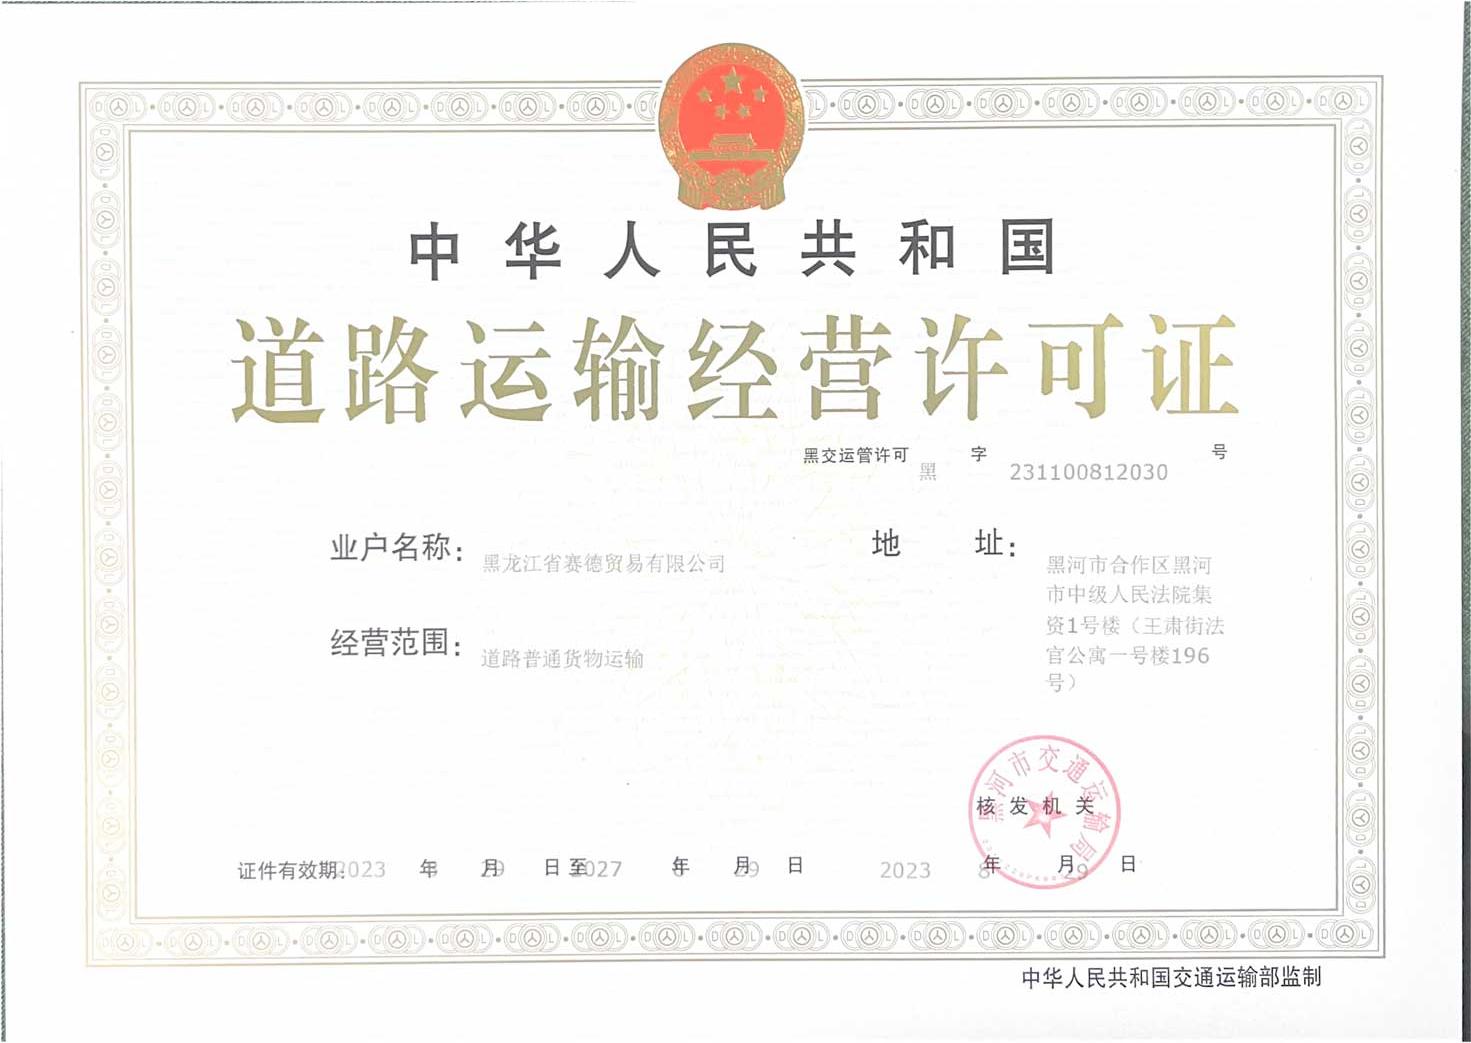 中华人民共和国
道路运输经营许可证
黑交运管许可 黑 字 231100812030 号
业户名称：黑龙江省赛德贸易有限公司
地 址：黑河市合作区黑河
市中级人民法院集
资1号楼（王肃街法
官公寓一号楼196
号）
经营范围：道路普通货物运输
黑河市交通运输局
核发机关
证件有效期：2023 年 8 月 29 日至 2027 年 8 月 29 日
2023 年 8 月 29 日
中华人民共和国交通运输部监制